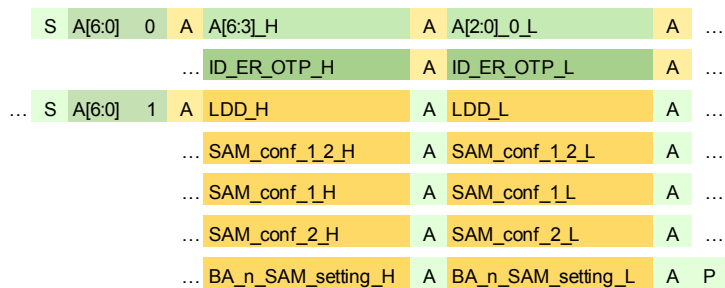 S A[6:0] 0 A A[6:3]_H A A[2:0]_0_L A …
… ID_ER_OTP_H A ID_ER_OTP_L A …
… S A[6:0] 1 A LDD_H A LDD_L A …
… SAM_conf_1_2_H A SAM_conf_1_2_L A …
… SAM_conf_1_H A SAM_conf_1_L A …
… SAM_conf_2_H A SAM_conf_2_L A …
… BA_n_SAM_setting_H A BA_n_SAM_setting_L A P